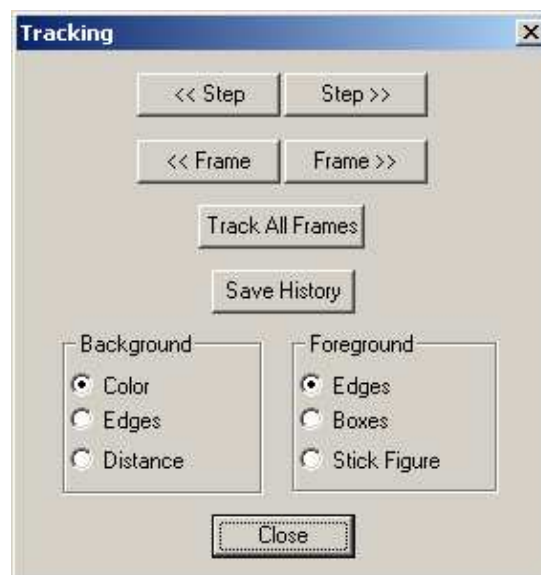 Tracking
<< Step Step >>
<< Frame Frame >>
Track All Frames
Save History
Background Foreground
Color Edges
Edges Boxes
Distance Stick Figure
Close